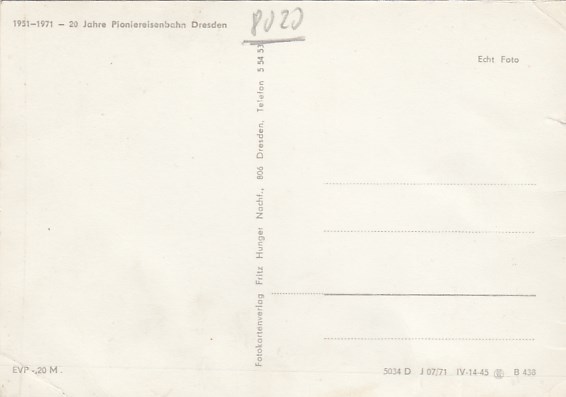 1951–1971 – 20 Jahre Pioniereisenbahn Dresden
8020
Echt Foto
Fotokartenverlag Fritz Hunger Nachf., 806 Dresden, Telefon 5 54 53
EVP -,20 M.
5034 D J 07/71 IV-14-45 B 438